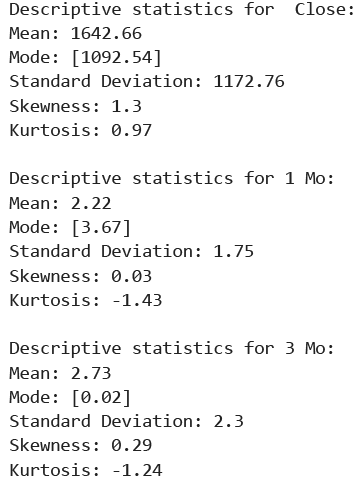 Descriptive statistics for  Close:
Mean: 1642.66
Mode: [1092.54]
Standard Deviation: 1172.76
Skewness: 1.3
Kurtosis: 0.97

Descriptive statistics for 1 Mo:
Mean: 2.22
Mode: [3.67]
Standard Deviation: 1.75
Skewness: 0.03
Kurtosis: -1.43

Descriptive statistics for 3 Mo:
Mean: 2.73
Mode: [0.02]
Standard Deviation: 2.3
Skewness: 0.29
Kurtosis: -1.24